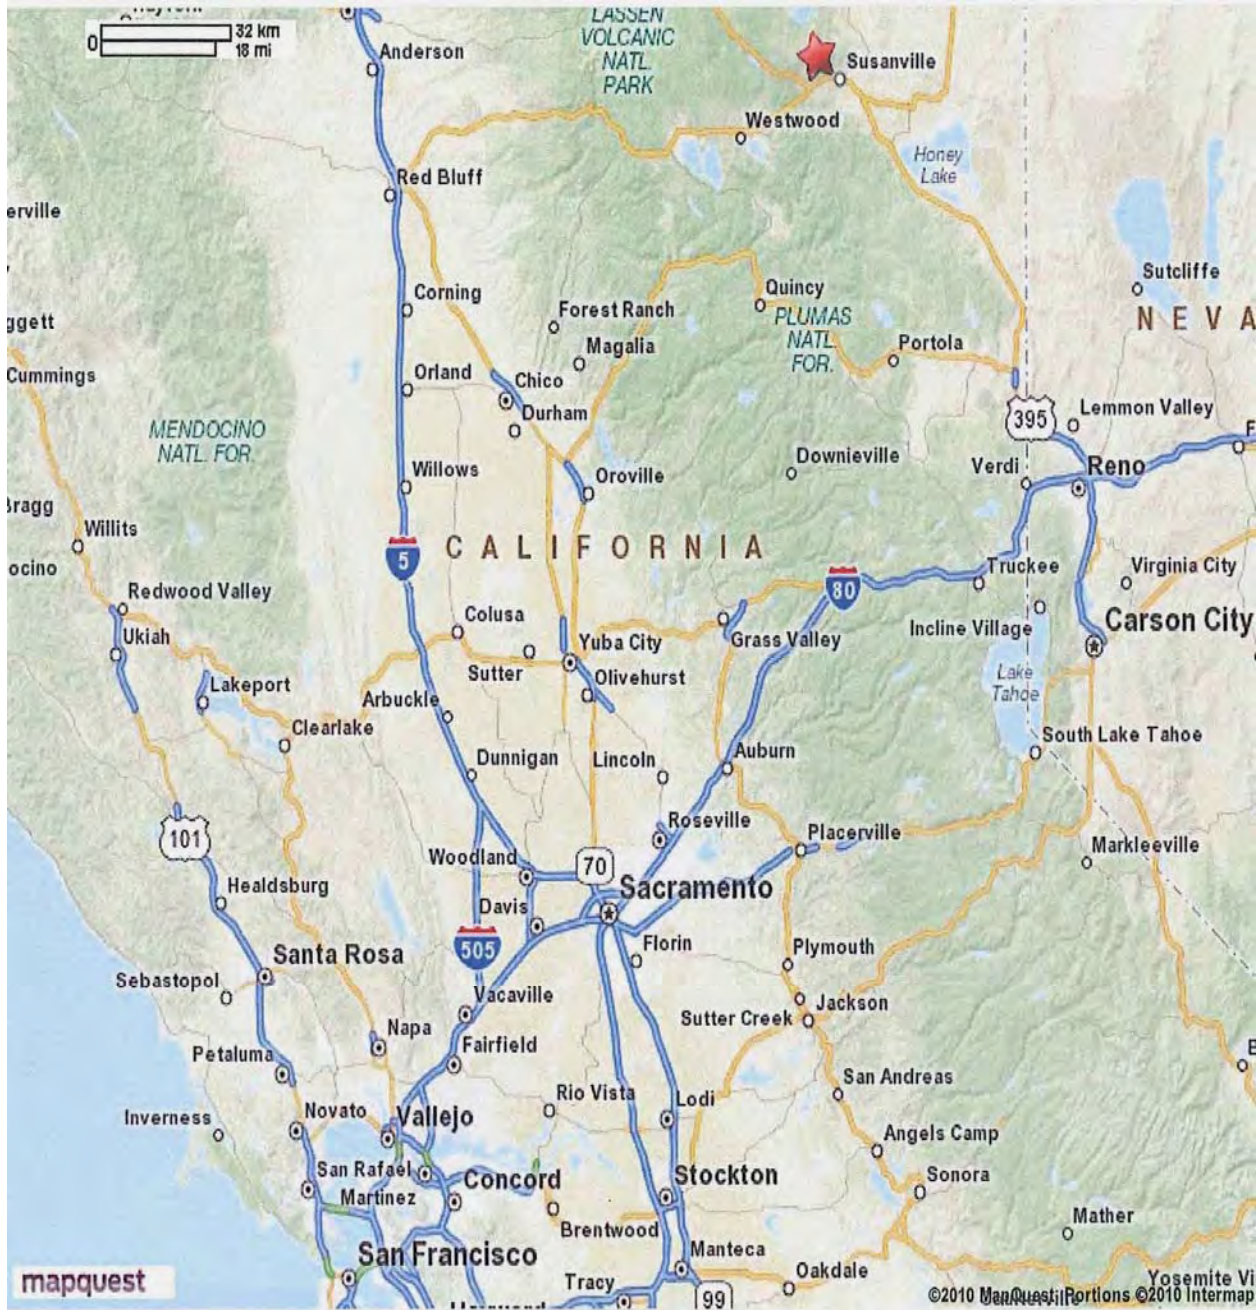 0
32 km
18 mi
Anderson
LASSEN
VOLCANIC
NATL.
PARK
Susanville
Westwood
Honey
Lake
Red Bluff
erville
Sutcliffe
Corning
Forest Ranch
Quincy
PLUMAS
NATL.
FOR.
NEVA
ggett
Magalia
Portola
Cummings
Orland
Chico
Durham
395
Lemmon Valley
MENDOCINO
NATL. FOR.
Willows
Oroville
Downieville
Verdi
Reno
F
Bragg
Willits
5
CALIFORNIA
ocino
Truckee
Virginia City
Redwood Valley
80
Colusa
Ukiah
Yuba City
Grass Valley
Incline Village
Carson City
Sutter
Olivehurst
Lakeport
Arbuckle
Lake
Tahoe
Clearlake
South Lake Tahoe
Dunnigan
Lincoln
Auburn
Roseville
Placerville
101
Markleeville
Woodland
70
Healdsburg
Sacramento
Davis
Florin
505
Santa Rosa
Plymouth
Sebastopol
Vacaville
Jackson
Sutter Creek
Napa
Fairfield
Petaluma
Rio Vista
San Andreas
E
Inverness
Novato
Vallejo
Lodi
Angels Camp
San Rafael
Concord
Stockton
Sonora
Martinez
Brentwood
Mather
San Francisco
Manteca
Oakdale
Tracy
99
mapquest
Yosemite Vi
©2010 MapQuest Portions ©2010 Intermap